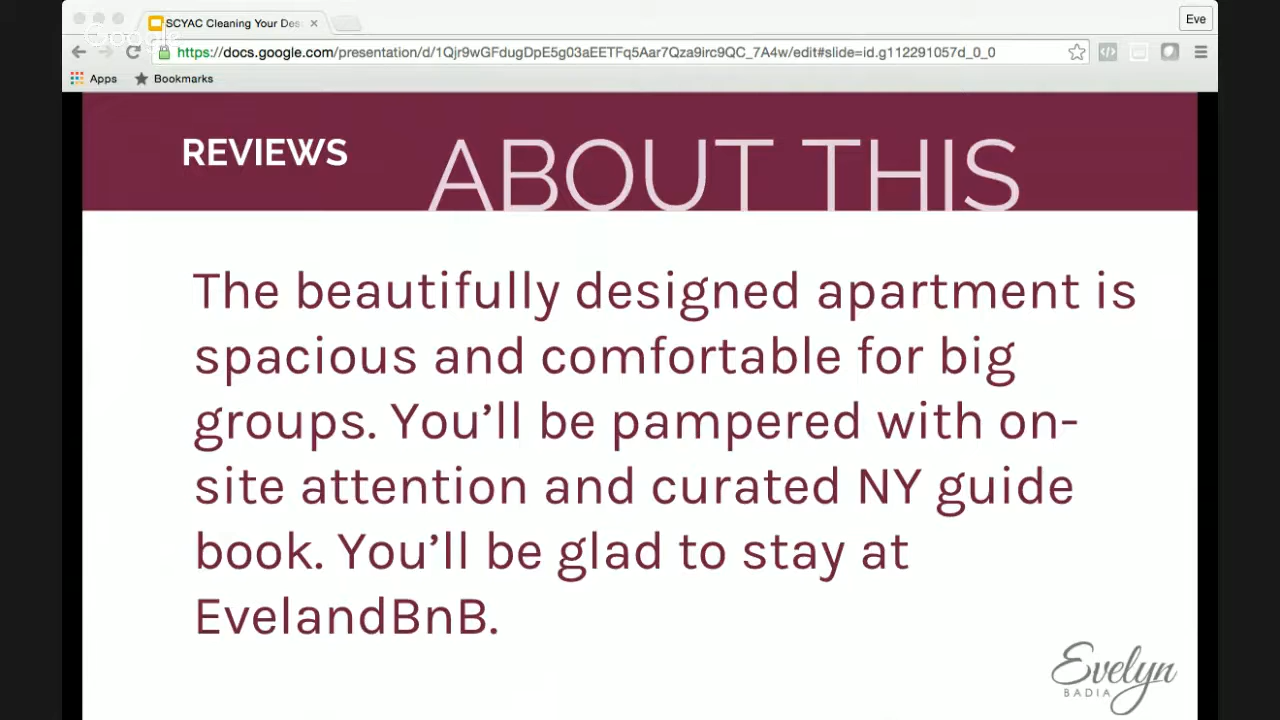 SCYAC Cleaning Your Des
Eve
Google
https://docs.google.com/presentation/d/1Qjr9wGFdugDpE5g03aEETFq5Aar7Qza9irc9QC_7A4w/edit#slide=id.g112291057d_0_0
Apps Bookmarks
REVIEWS ABOUT THIS
The beautifully designed apartment is
spacious and comfortable for big
groups. You’ll be pampered with on-
site attention and curated NY guide
book. You’ll be glad to stay at
EvelandBnB.
Evelyn
BADIA